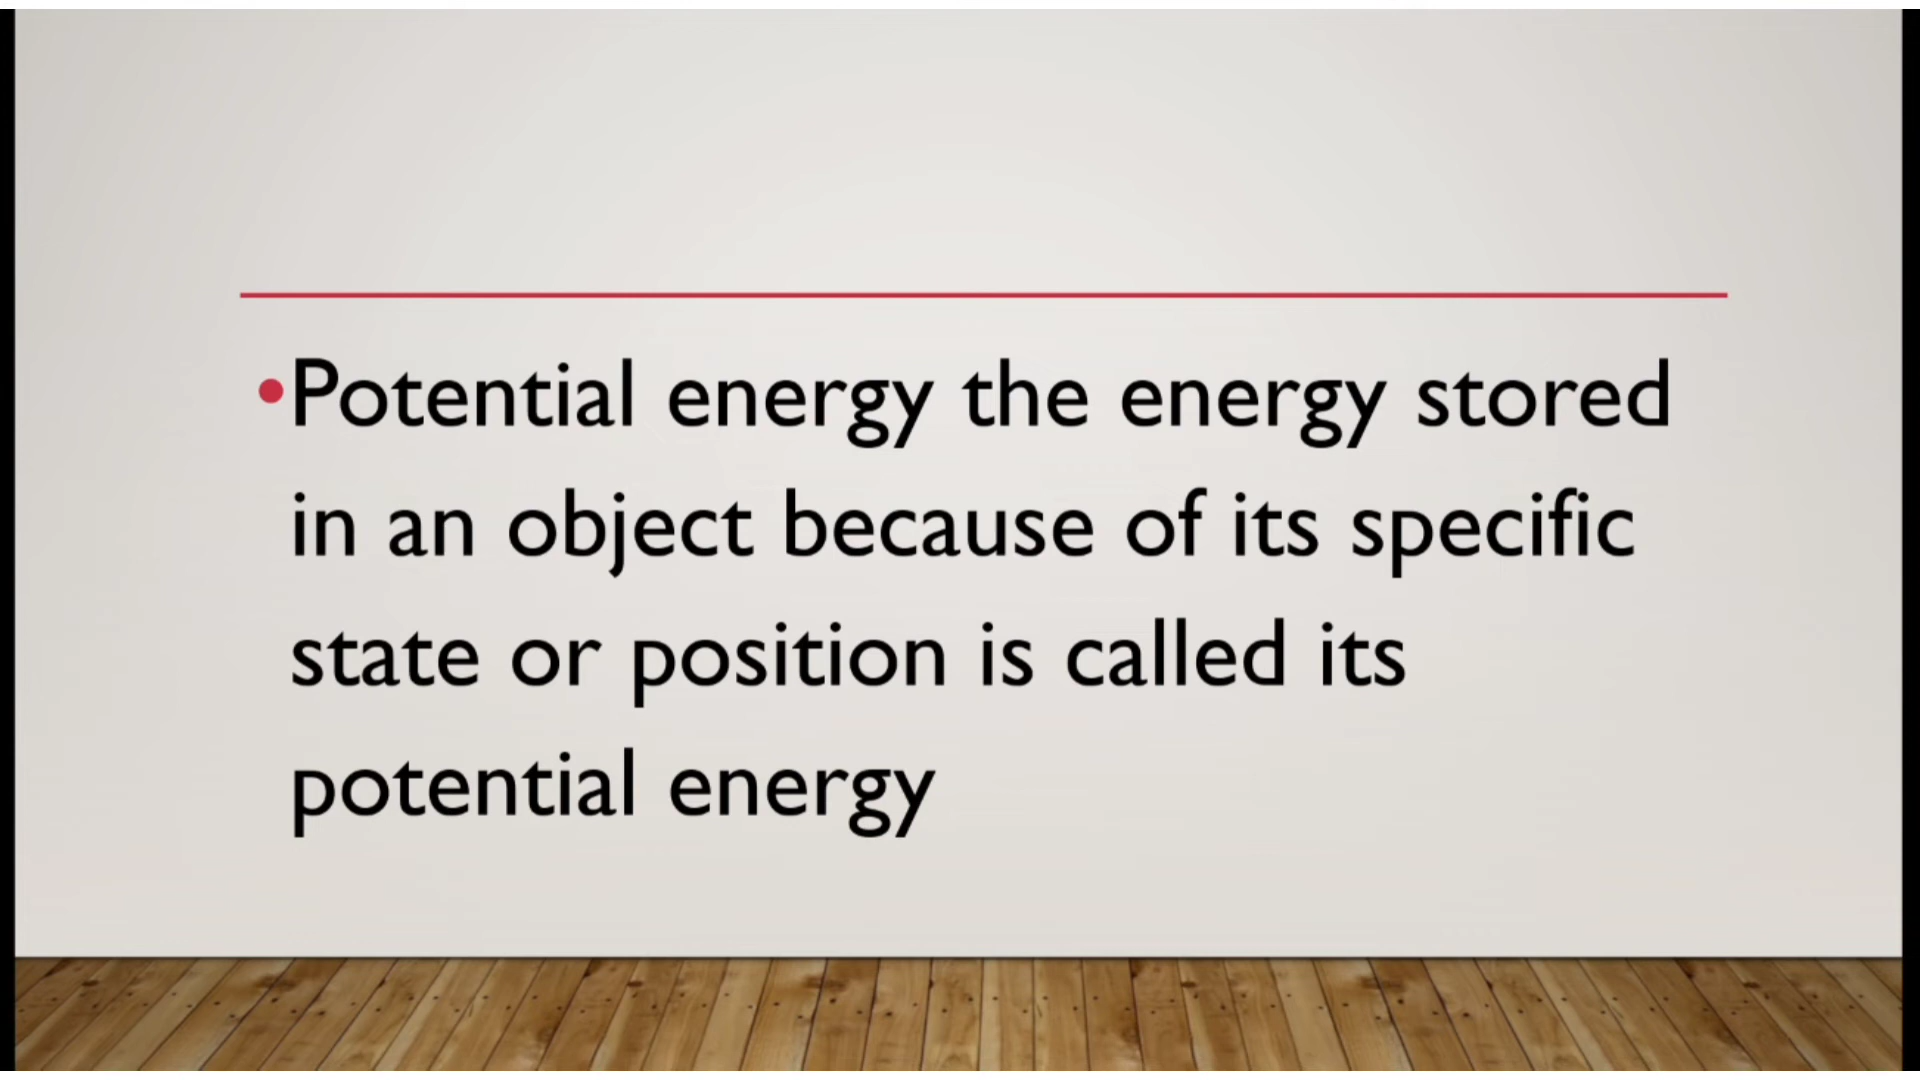 •Potential energy the energy stored
in an object because of its specific
state or position is called its
potential energy